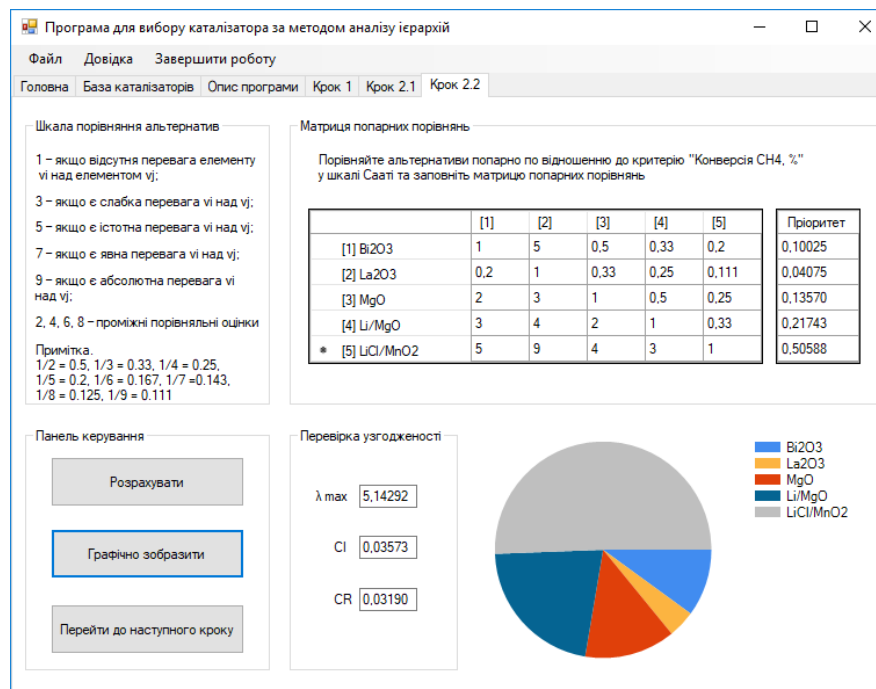 Програма для вибору каталізатора за методом аналізу ієрархій
Файл Довідка Завершити роботу
Головна База каталізаторів Опис програми Крок 1 Крок 2.1 Крок 2.2
Шкала порівняння альтернатив
1 – якщо відсутня перевага елементу
vi над елементом vj;
3 – якщо є слабка перевага vi над vj;
5 – якщо є істотна перевага vi над vj;
7 – якщо є явна перевага vi над vj;
9 – якщо є абсолютна перевага vi
над vj;
2, 4, 6, 8 – проміжні порівняльні оцінки
Примітка.
1/2 = 0.5, 1/3 = 0.33, 1/4 = 0.25,
1/5 = 0.2, 1/6 = 0.167, 1/7 =0.143,
1/8 = 0.125, 1/9 = 0.111
Матриця попарних порівнянь
Порівняйте альтернативи попарно по відношенню до критерію "Конверсія CH4, %"
у шкалі Сааті та заповніть матрицю попарних порівнянь
[1] [2] [3] [4] [5] Пріоритет
[1] Bi2O3 1 5 0,5 0,33 0,2 0,10025
[2] La2O3 0,2 1 0,33 0,25 0,111 0,04075
[3] MgO 2 3 1 0,5 0,25 0,13570
[4] Li/MgO 3 4 2 1 0,33 0,21743
[5] LiCl/MnO2 5 9 4 3 1 0,50588
Панель керування
Розрахувати
Графічно зобразити
Перейти до наступного кроку
Перевірка узгодженості
λ max 5,14292
CI 0,03573
CR 0,03190
Bi2O3
La2O3
MgO
Li/MgO
LiCl/MnO2